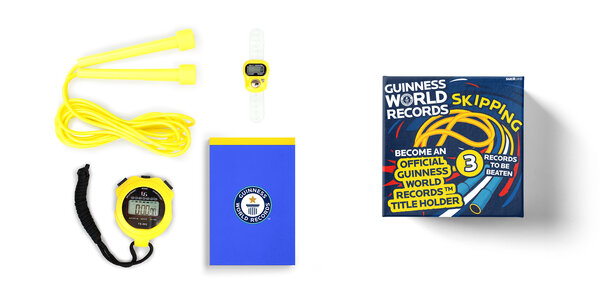 GUINNESS
WORLD RECORDS
GUINNESS
WORLD
RECORDS
SKIPPING
BECOME AN
OFFICIAL
GUINNESS
WORLD
RECORDS™
TITLE HOLDER
3
RECORDS
TO BE
BEATEN